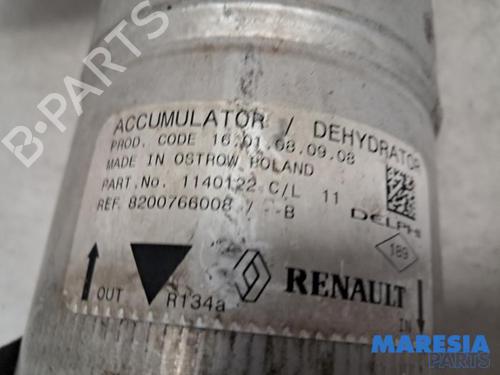 B-PARTS
ACCUMULATOR / DEHYDRATOR
PROD. CODE 16.01.08.09.08
MADE IN OSTROW, POLAND
PART.No. 1140122 C/L 11
REF. 8200766008 / --B
DELPHI
189
OUT
R134a
RENAULT
IN
MARESIA
PARTS